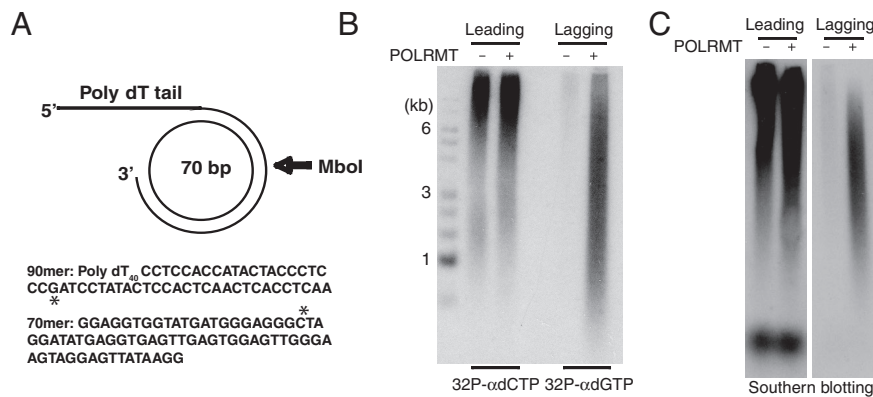 A
Poly dT tail
5'
3'
70 bp
MboI
90mer: Poly dT40 CCTCCACCATACTACCCTC
CCGATCCTATACTCCACTCAACTCACCTCAA
*
*
70mer: GGAGGTGGTATGATGGGAGGGCTA
GGATATGAGGTGAGTTGAGTGGAGTTGGGA
AGTAGGAGTTATAAGG
B
Leading Lagging
POLRMT - + - +
(kb)
6
3
1
32P-αdCTP 32P-αdGTP
C
Leading Lagging
POLRMT - + - +
Southern blotting